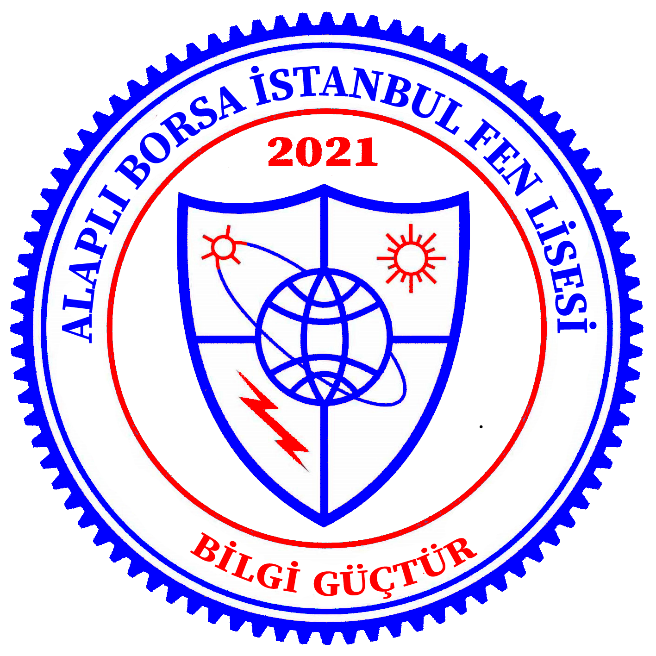 ALAPLI BORSA İSTANBUL FEN LİSESİ
2021
BİLGİ GÜÇTÜR